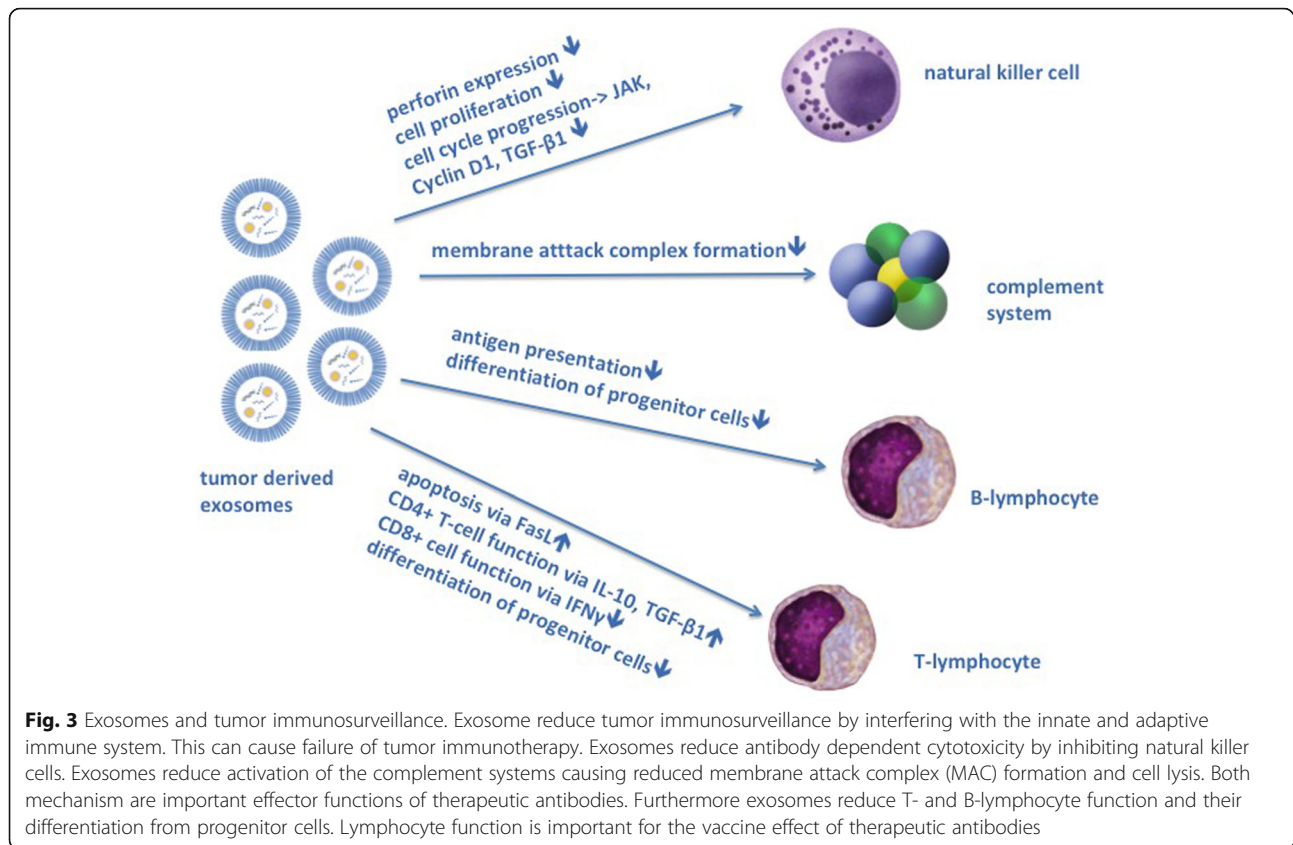 perforin expression ↓
cell proliferation ↓
cell cycle progression-> JAK,
Cyclin D1, TGF-β1 ↓
natural killer cell
membrane atttack complex formation ↓
complement
system
antigen presentation ↓
differentiation of progenitor cells ↓
B-lymphocyte
tumor derived
exosomes
apoptosis via FasL ↑
CD4+ T-cell function via IL-10, TGF-β1 ↑
CD8+ cell function via IFNγ ↓
differentiation of progenitor cells ↓
T-lymphocyte
Fig. 3 Exosomes and tumor immunosurveillance. Exosome reduce tumor immunosurveillance by interfering with the innate and adaptive
immune system. This can cause failure of tumor immunotherapy. Exosomes reduce antibody dependent cytotoxicity by inhibiting natural killer
cells. Exosomes reduce activation of the complement systems causing reduced membrane attack complex (MAC) formation and cell lysis. Both
mechanism are important effector functions of therapeutic antibodies. Furthermore exosomes reduce T- and B-lymphocyte function and their
differentiation from progenitor cells. Lymphocyte function is important for the vaccine effect of therapeutic antibodies